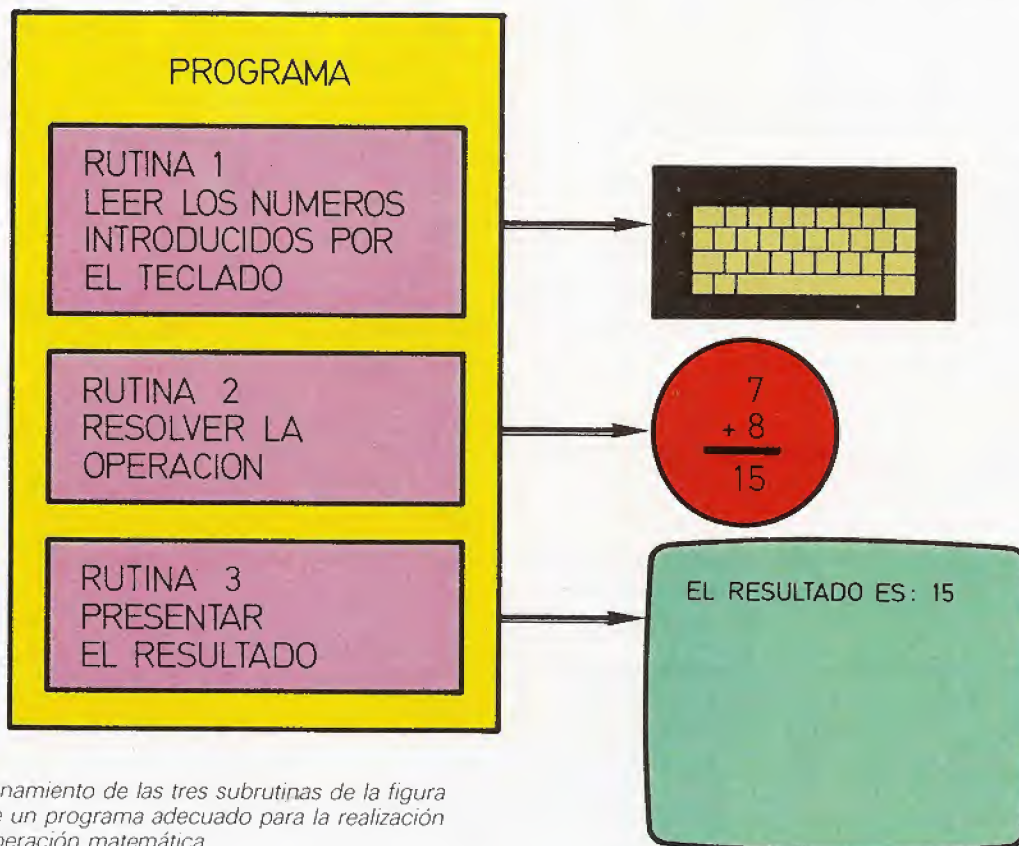 PROGRAMA
RUTINA 1
LEER LOS NUMEROS
INTRODUCIDOS POR
EL TECLADO
RUTINA 2
RESOLVER LA
OPERACION
7
+ 8
15
RUTINA 3
PRESENTAR
EL RESULTADO
EL RESULTADO ES: 15
de las tres subrutinas de la figura
un programa adecuado para la realización
matemática